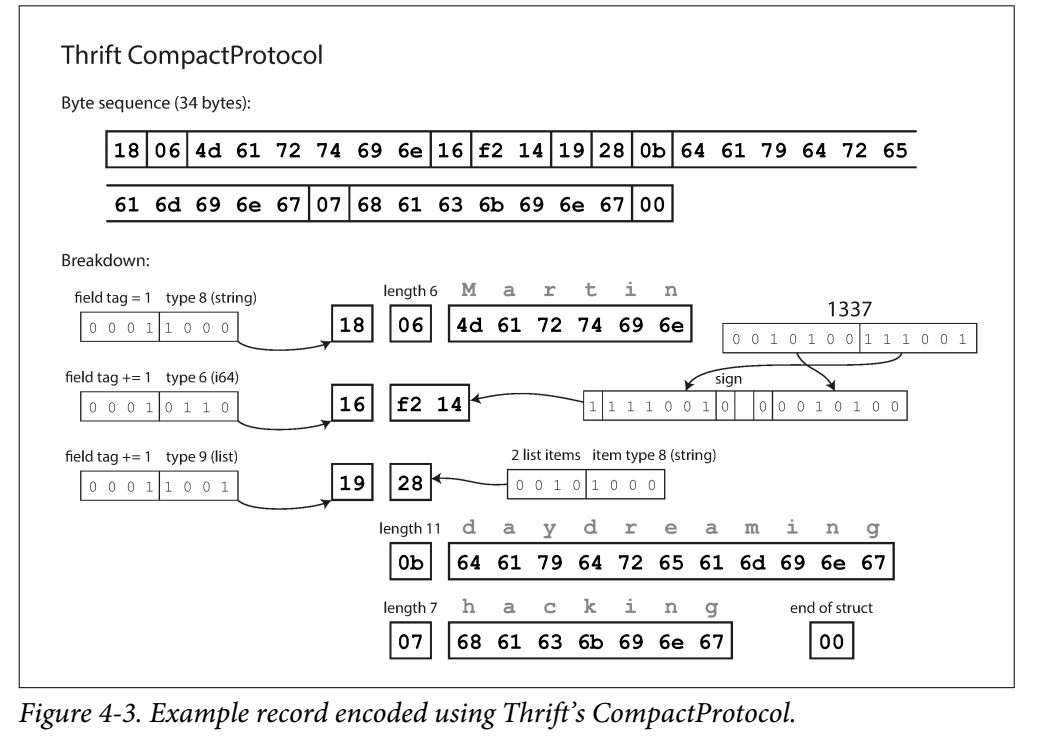 Thrift CompactProtocol
Byte sequence (34 bytes):
18 06 4d 61 72 74 69 6e 16 f2 14 19 28 0b 64 61 79 64 72 65
61 6d 69 6e 67 07 68 61 63 6b 69 6e 67 00
Breakdown:
field tag = 1 type 8 (string) length 6 M a r t i n
0 0 0 1 1 0 0 0 18 06 4d 61 72 74 69 6e
1337
0 0 1 0 1 0 0 1 1 1 0 0 1
field tag += 1 type 6 (i64) sign
0 0 0 1 0 1 1 0 16 f2 14 1 1 1 1 0 0 1 0 0 0 0 1 0 1 0 0
field tag += 1 type 9 (list) 2 list items item type 8 (string)
0 0 0 1 1 0 0 1 19 28 0 0 1 0 1 0 0 0
length 11 d a y d r e a m i n g
0b 64 61 79 64 72 65 61 6d 69 6e 67
length 7 h a c k i n g end of struct
07 68 61 63 6b 69 6e 67 00
Figure 4-3. Example record encoded using Thrift's CompactProtocol.